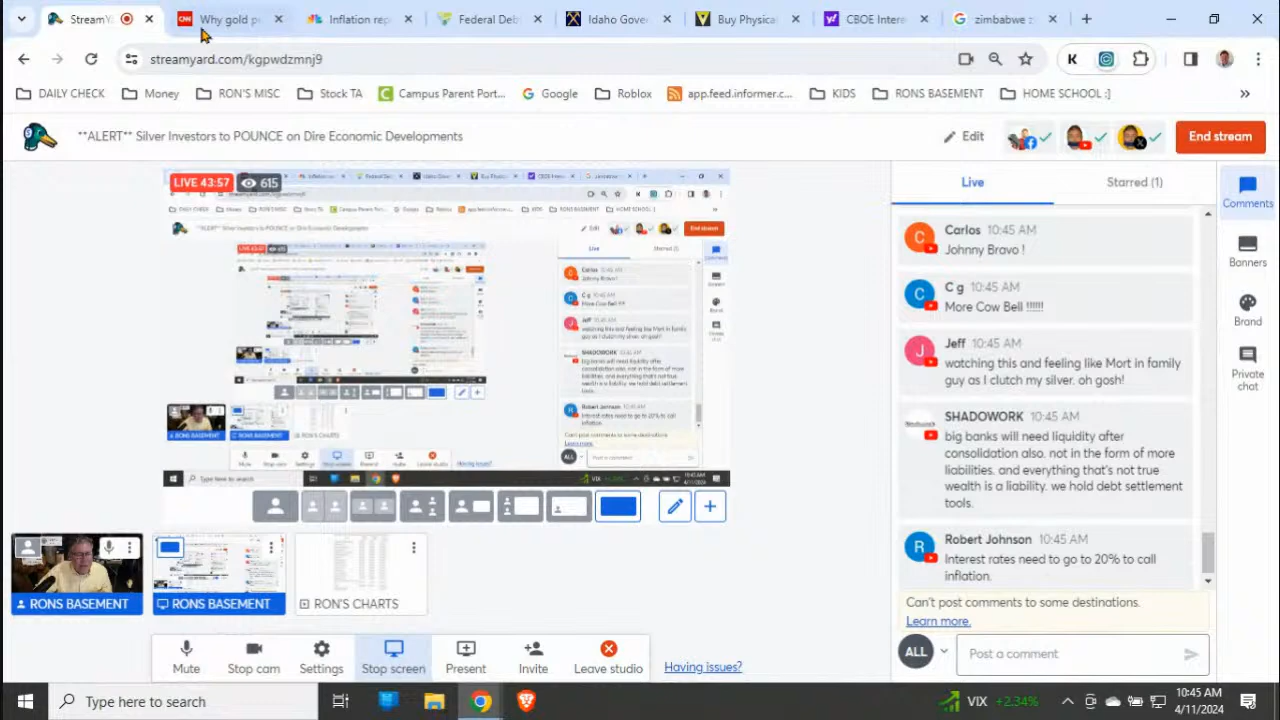 StreamYa
CNN
Why gold p
Inflation rep
Federal Deb
Idaho Gove
Buy Physical
CBOE Intere
zimbabwe z
streamyard.com/kgpwdzmnj9
K
DAILY CHECK
Money
RON'S MISC
Stock TA
Campus Parent Port...
Google
Roblox
app.feed.informer.c...
KIDS
RONS BASEMENT
HOME SCHOOL :)
**ALERT** Silver Investors to POUNCE on Dire Economic Developments
Edit
End stream
LIVE 43:57
615
Live
Starred (1)
Comments
Banners
Brand
Private
chat
Carlos 10:45 AM
Johnny Bravo !
C g 10:45 AM
More Cow Bell !!!!!!
Jeff 10:45 AM
watching this and feeling like Mort in family
guy as I clutch my silver. oh gosh!
SHADOWORK 10:45 AM
big banks will need liquidity after
consolidation also, not in the form of more
liabilities, and everything that's not true
wealth is a liability. we hold debt settlement
tools.
Robert Johnson 10:45 AM
Interest rates need to go to 20% to call
inflation.
Can't post comments to some destinations.
Learn more.
ALL
Post a comment
RONS BASEMENT
RONS BASEMENT
RON'S CHARTS
Mute
Stop cam
Settings
Stop screen
Present
Invite
Leave studio
Having issues?
Type here to search
VIX +2.34%
10:45 AM
4/11/2024